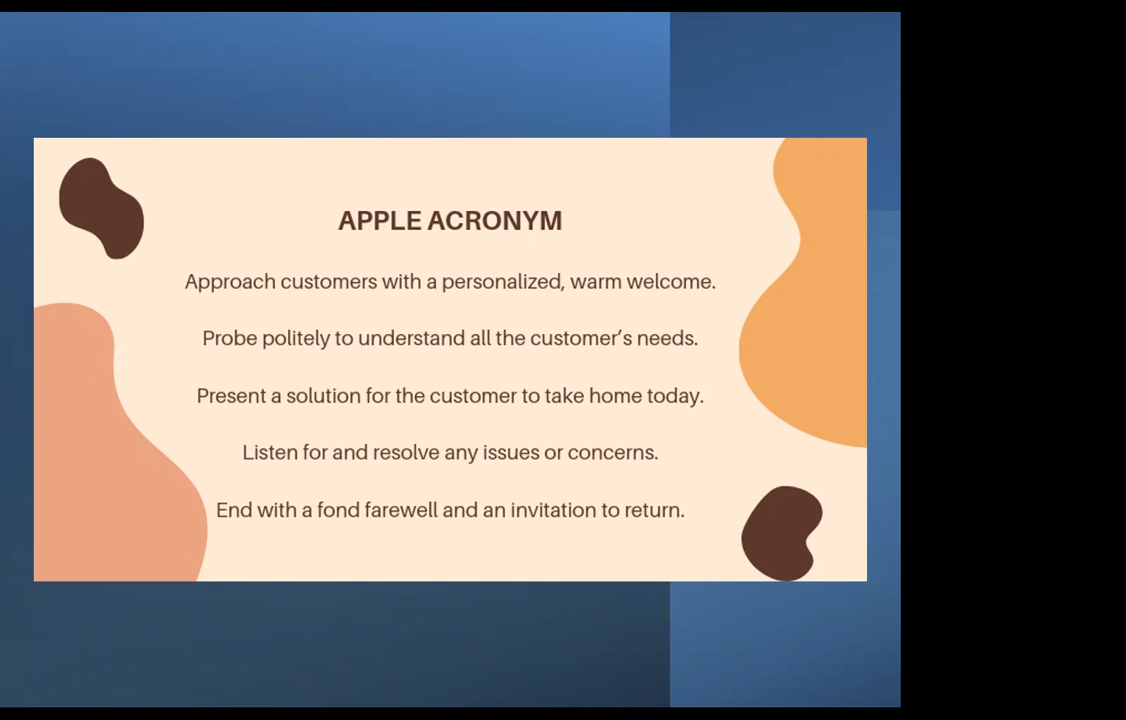 APPLE ACRONYM
Approach customers with a personalized, warm welcome.
Probe politely to understand all the customer’s needs.
Present a solution for the customer to take home today.
Listen for and resolve any issues or concerns.
End with a fond farewell and an invitation to return.